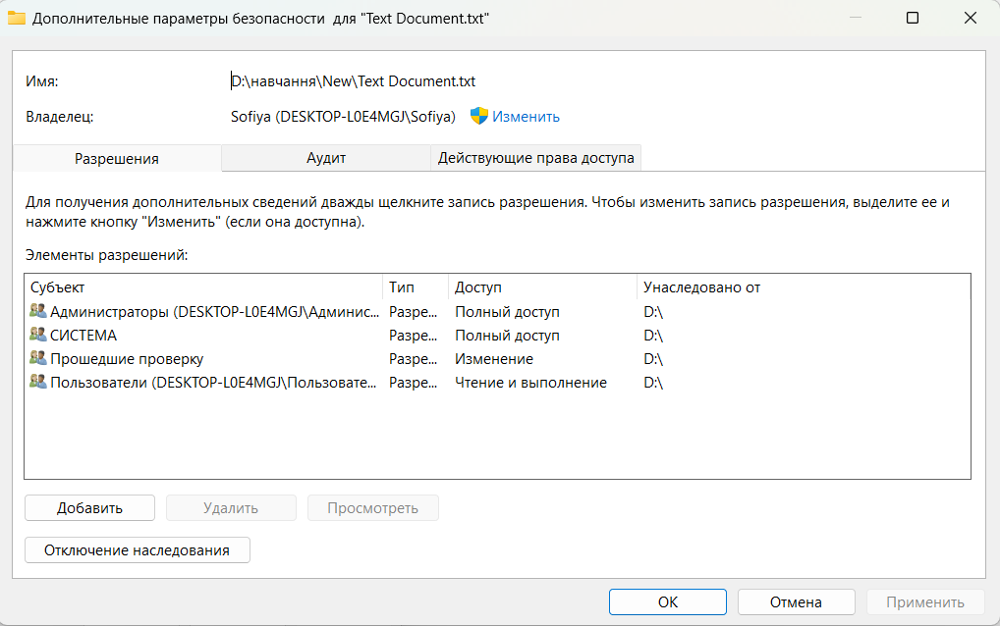 Дополнительные параметры безопасности для "Text Document.txt"
Имя: D:\навчання\New\Text Document.txt
Владелец: Sofiya (DESKTOP-L0E4MGJ\Sofiya) Изменить
Разрешения Аудит Действующие права доступа
Для получения дополнительных сведений дважды щелкните запись разрешения. Чтобы изменить запись разрешения, выделите ее и
нажмите кнопку "Изменить" (если она доступна).
Элементы разрешений:
Субъект Тип Доступ Унаследовано от
Администраторы (DESKTOP-L0E4MGJ\Админис... Разре... Полный доступ D:\
СИСТЕМА Разре... Полный доступ D:\
Прошедшие проверку Разре... Изменение D:\
Пользователи (DESKTOP-L0E4MGJ\Пользовате... Разре... Чтение и выполнение D:\
Добавить Удалить Просмотреть
Отключение наследования
ОК Отмена Применить